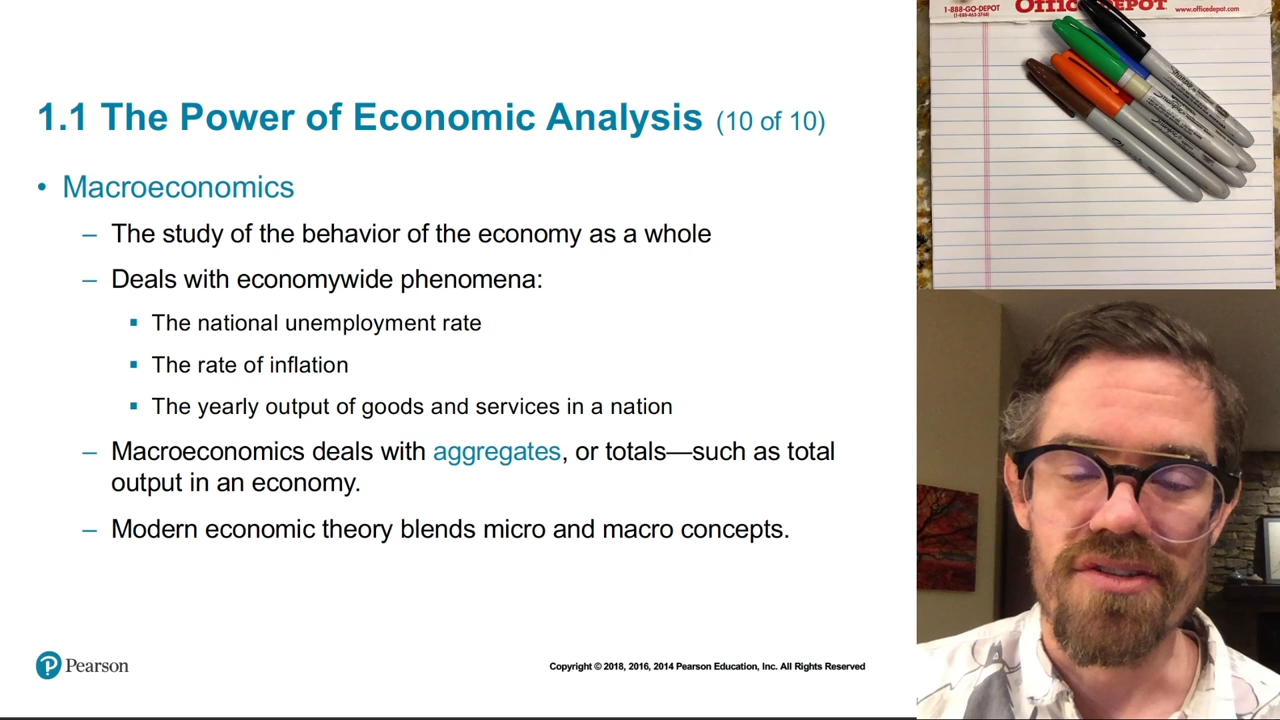 1.1 The Power of Economic Analysis (10 of 10)
• Macroeconomics
– The study of the behavior of the economy as a whole
– Deals with economywide phenomena:
▪ The national unemployment rate
▪ The rate of inflation
▪ The yearly output of goods and services in a nation
– Macroeconomics deals with aggregates, or totals—such as total
output in an economy.
– Modern economic theory blends micro and macro concepts.
Pearson
Copyright © 2018, 2016, 2014 Pearson Education, Inc. All Rights Reserved
1-888-GO-DEPOT
(1-888-463-3768)
www.officedepot.com